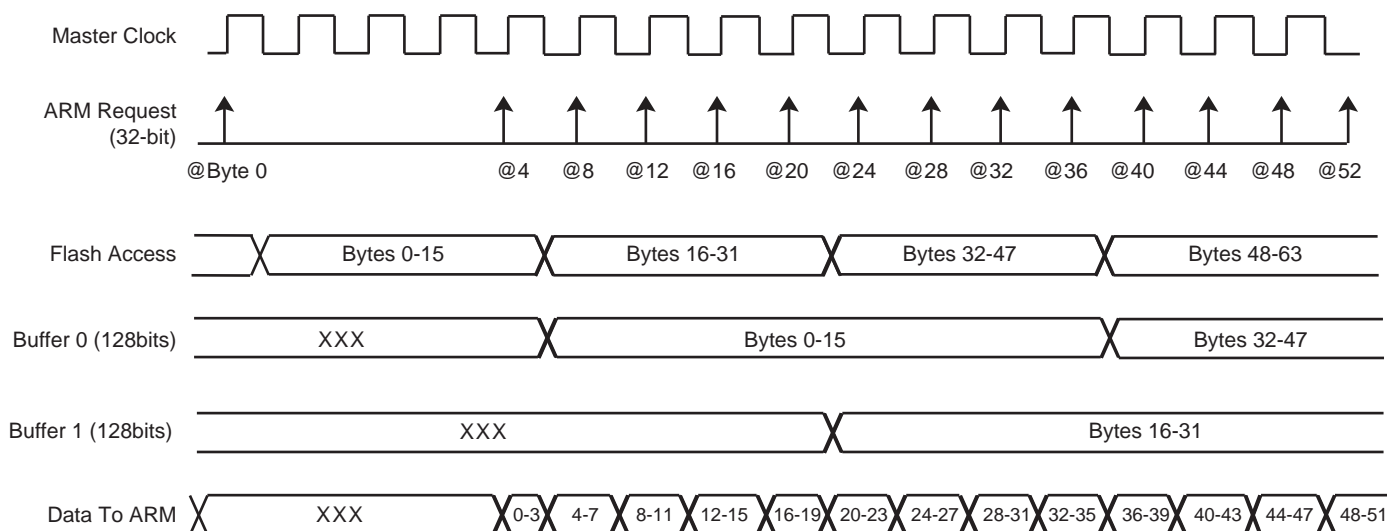 Master Clock
ARM Request
(32-bit)
@Byte 0 @4 @8 @12 @16 @20 @24 @28 @32 @36 @40 @44 @48 @52
Flash Access Bytes 0-15 Bytes 16-31 Bytes 32-47 Bytes 48-63
Buffer 0 (128bits) XXX Bytes 0-15 Bytes 32-47
Buffer 1 (128bits) XXX Bytes 16-31
Data To ARM XXX 0-3 4-7 8-11 12-15 16-19 20-23 24-27 28-31 32-35 36-39 40-43 44-47 48-51